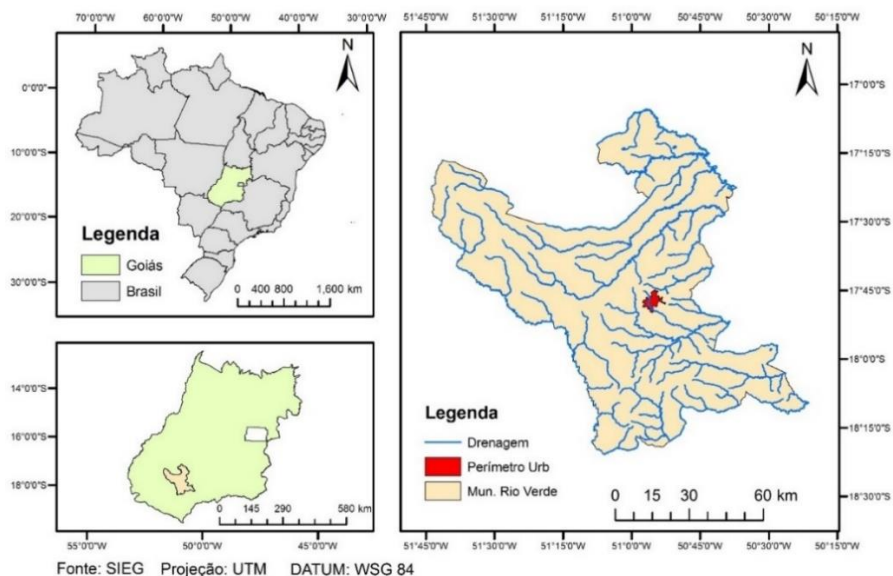 70°0'0"W 60°0'0"W 50°0'0"W 40°0'0"W 30°0'0"W
N
0°0'0"
10°0'0"S
20°0'0"S
30°0'0"S
Legenda
Goiás
Brasil
0 400 800 1,600 km
14°0'0"S
16°0'0"S
18°0'0"S
0 145 290 580 km
55°0'0"W 50°0'0"W 45°0'0"W
51°45'0"W 51°30'0"W 51°15'0"W 51°0'0"W 50°45'0"W 50°30'0"W 50°15'0"W
N
17°0'0"S
17°15'0"S
17°30'0"S
17°45'0"S
18°0'0"S
18°15'0"S
18°30'0"S
Legenda
Drenagem
Perímetro Urb
Mun. Rio Verde
0 15 30 60 km
51°45'0"W 51°30'0"W 51°15'0"W 51°0'0"W 50°45'0"W 50°30'0"W 50°15'0"W
Fonte: SIEG Projeção: UTM DATUM: WSG 84